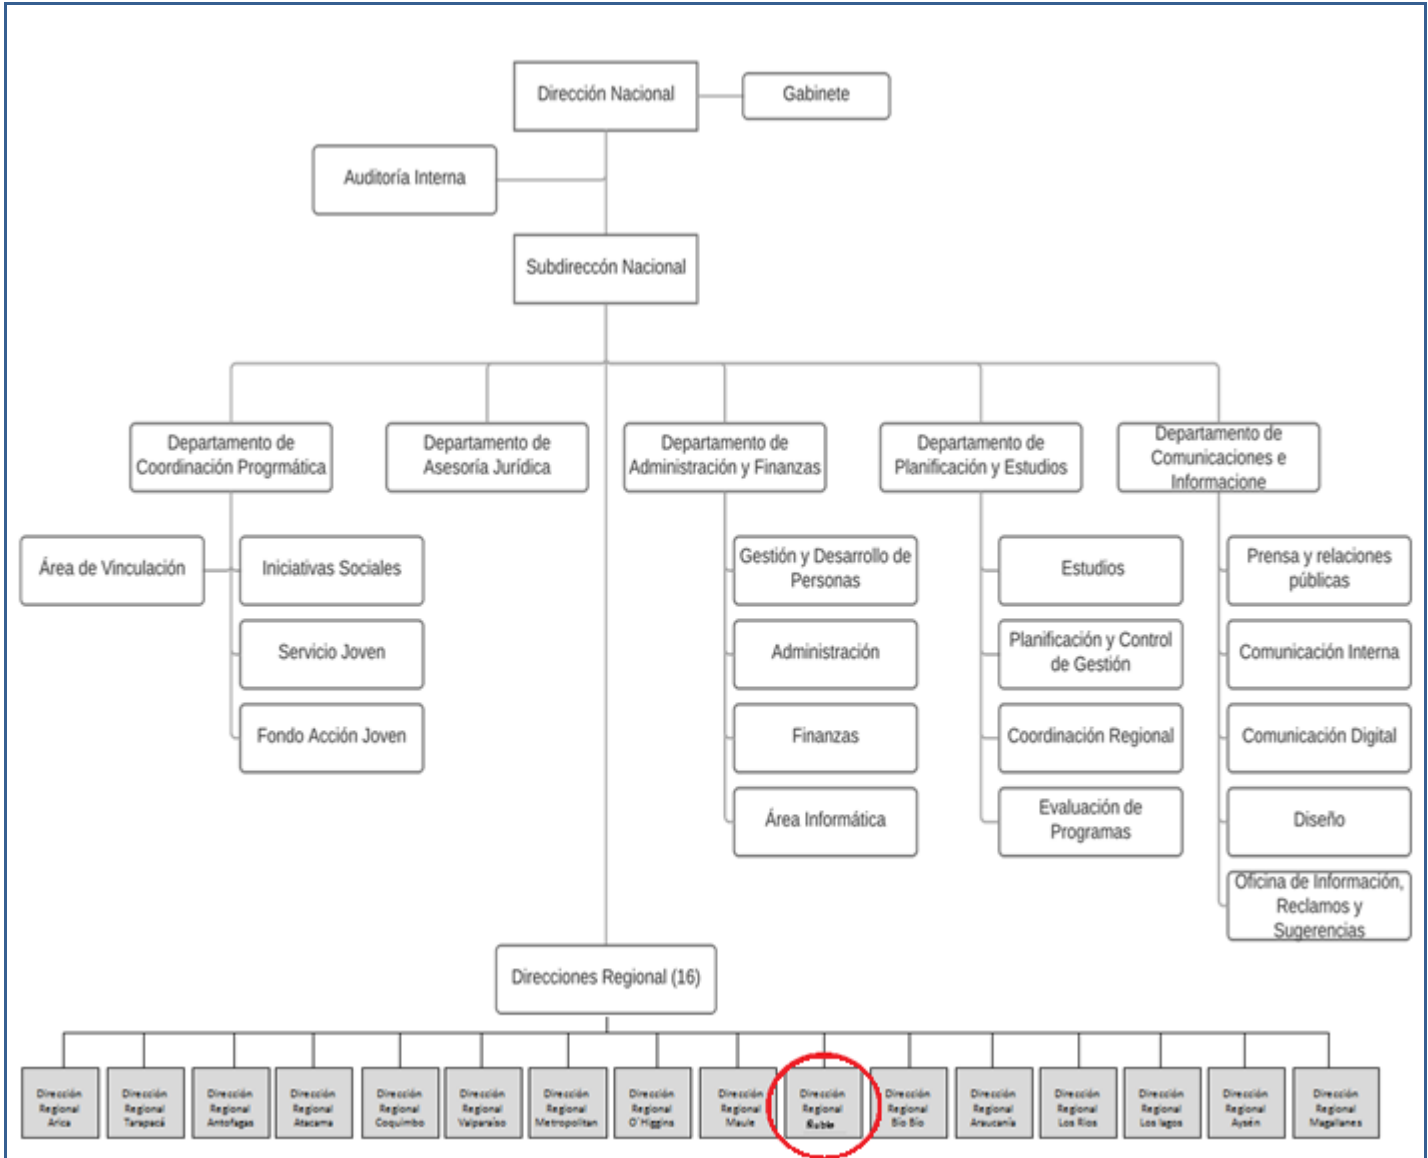 Dirección Nacional
Gabinete
Auditoría Interna
Subdireccón Nacional
Departamento de
Coordinación Progrmática
Departamento de
Asesoría Jurídica
Departamento de
Administración y Finanzas
Departamento de
Planificación y Estudios
Departamento de
Comunicaciones e
Informacione
Área de Vinculación
Iniciativas Sociales
Servicio Joven
Fondo Acción Joven
Gestión y Desarrollo de
Personas
Administración
Finanzas
Área Informática
Estudios
Planificación y Control
de Gestión
Coordinación Regional
Evaluación de
Programas
Prensa y relaciones
públicas
Comunicación Interna
Comunicación Digital
Diseño
Oficina de Información,
Reclamos y
Sugerencias
Direcciones Regional (16)
Dirección
Regional
Arica
Dirección
Regional
Tarapacá
Dirección
Regional
Antofagas
Dirección
Regional
Atacama
Dirección
Regional
Coquimbo
Dirección
Regional
Valparaíso
Dirección
Regional
Metropolitan
Dirección
Regional
O´Higgins
Dirección
Regional
Maule
Dirección
Regional
Ñuble
Dirección
Regional
Bío Bío
Dirección
Regional
Araucanía
Dirección
Regional
Los Rios
Dirección
Regional
Los lagos
Dirección
Regional
Aysén
Dirección
Regional
Magallanes